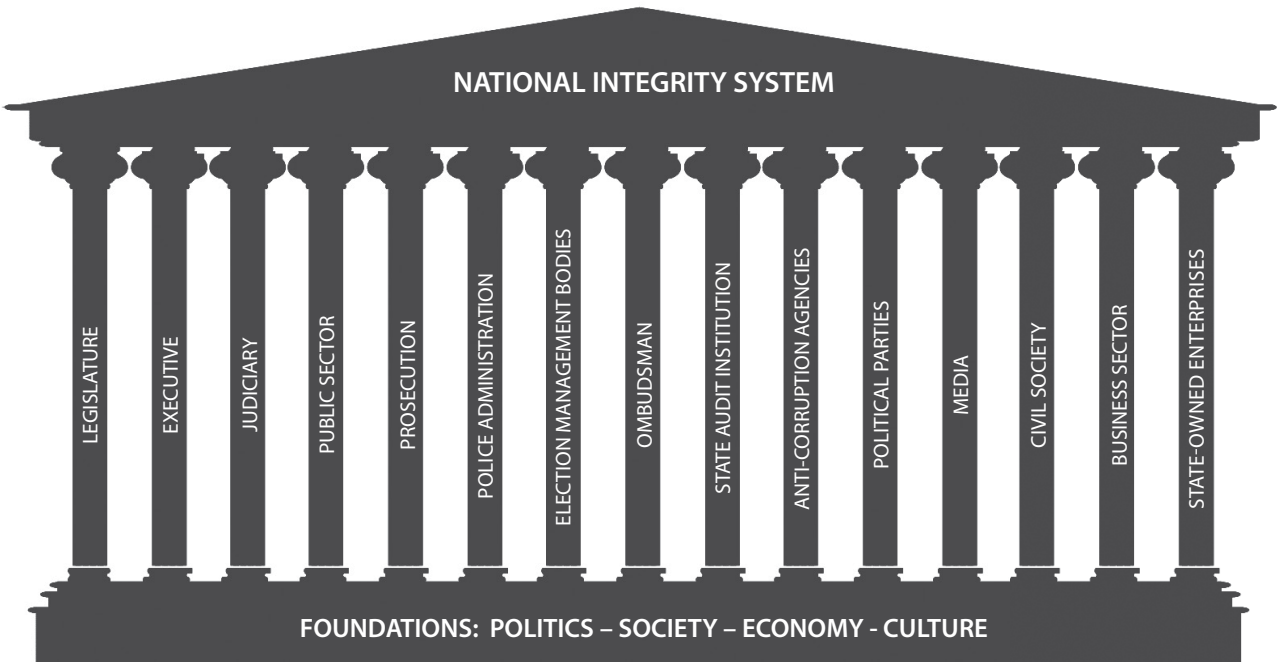 NATIONAL INTEGRITY SYSTEM
LEGISLATURE
EXECUTIVE
JUDICIARY
PUBLIC SECTOR
PROSECUTION
POLICE ADMINISTRATION
ELECTION MANAGEMENT BODIES
OMBUDSMAN
STATE AUDIT INSTITUTION
ANTI-CORRUPTION AGENCIES
POLITICAL PARTIES
MEDIA
CIVIL SOCIETY
BUSINESS SECTOR
STATE-OWNED ENTERPRISES
FOUNDATIONS: POLITICS – SOCIETY – ECONOMY - CULTURE